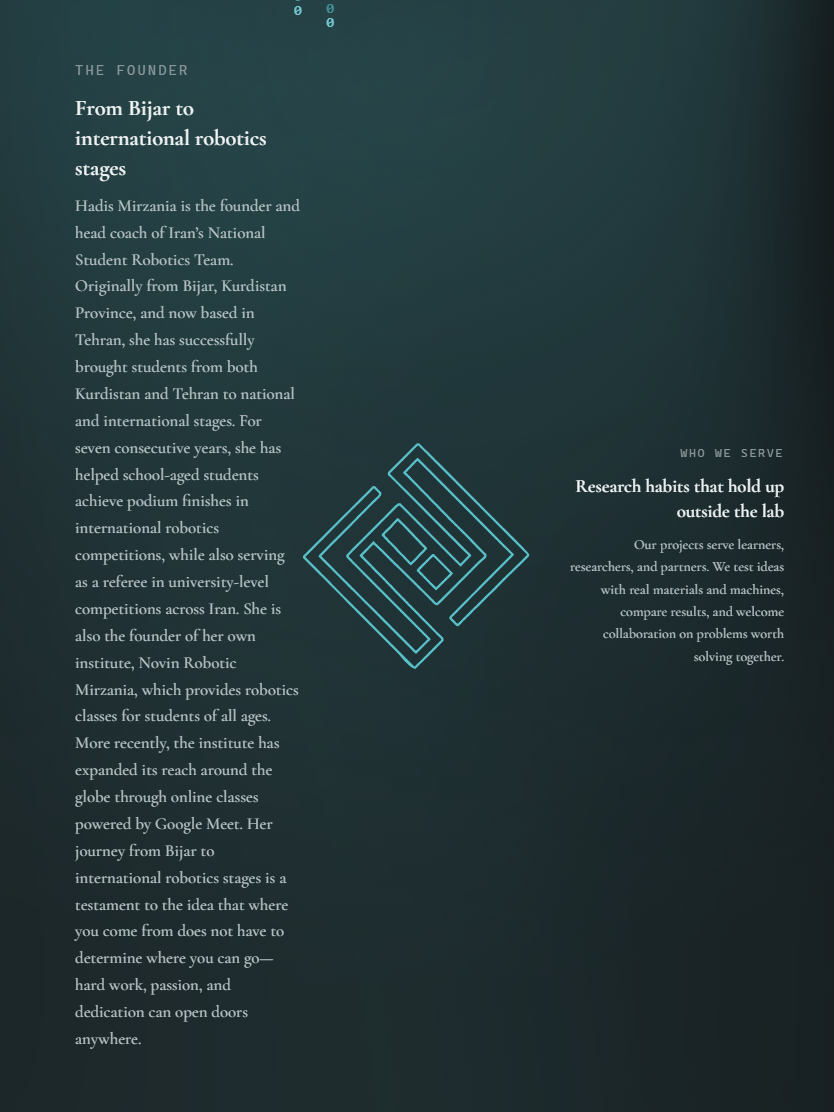 0
0
0
THE FOUNDER
From Bijar to
international robotics
stages
Hadis Mirzania is the founder and
head coach of Iran’s National
Student Robotics Team.
Originally from Bijar, Kurdistan
Province, and now based in
Tehran, she has successfully
brought students from both
Kurdistan and Tehran to national
and international stages. For
seven consecutive years, she has
helped school-aged students
achieve podium finishes in
international robotics
competitions, while also serving
as a referee in university-level
competitions across Iran. She is
also the founder of her own
institute, Novin Robotic
Mirzania, which provides robotics
classes for students of all ages.
More recently, the institute has
expanded its reach around the
globe through online classes
powered by Google Meet. Her
journey from Bijar to
international robotics stages is a
testament to the idea that where
you come from does not have to
determine where you can go—
hard work, passion, and
dedication can open doors
anywhere.
WHO WE SERVE
Research habits that hold up
outside the lab
Our projects serve learners,
researchers, and partners. We test ideas
with real materials and machines,
compare results, and welcome
collaboration on problems worth
solving together.